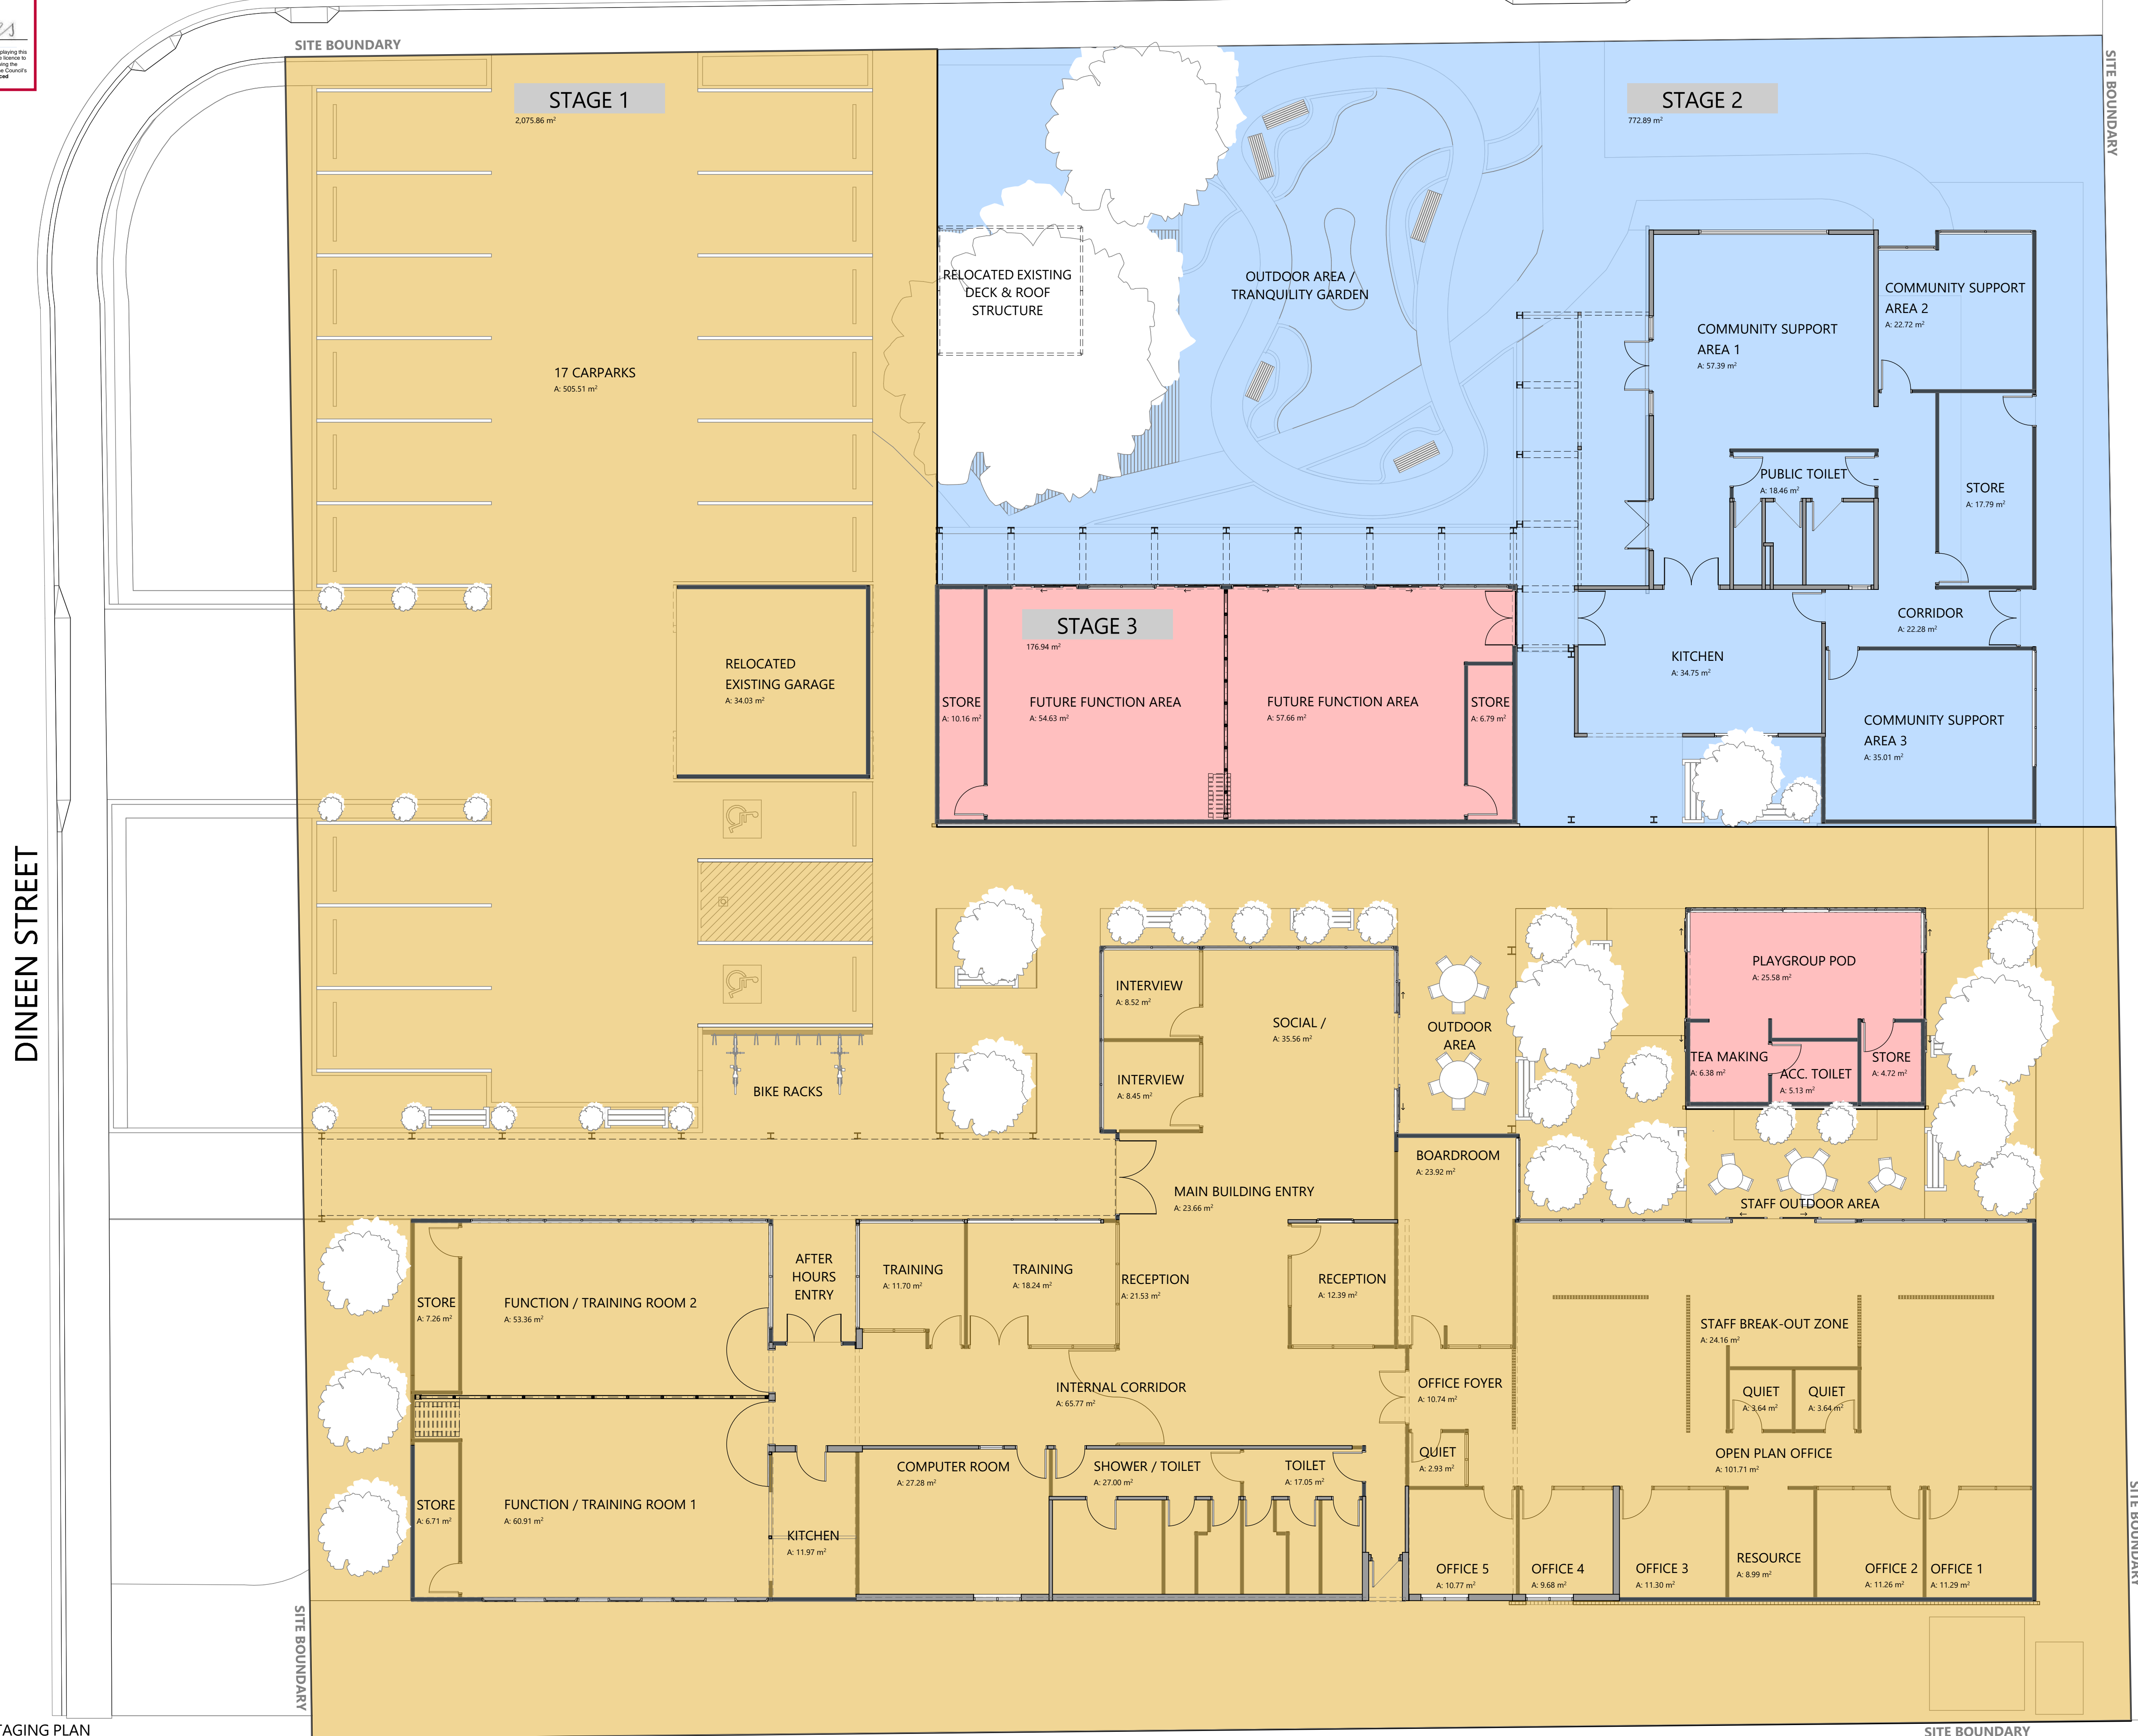 playing this
e licence to
ing the
e Council's
ced
SITE BOUNDARY
STAGE 1
2,075.86 m²
STAGE 2
772.89 m²
SITE BOUNDARY
RELOCATED EXISTING
DECK & ROOF
STRUCTURE
OUTDOOR AREA /
TRANQUILITY GARDEN
COMMUNITY SUPPORT
AREA 2
A: 22.72 m²
COMMUNITY SUPPORT
AREA 1
A: 57.39 m²
17 CARPARKS
A: 505.51 m²
PUBLIC TOILET
A: 18.46 m²
STORE
A: 17.79 m²
STAGE 3
176.94 m²
CORRIDOR
A: 22.28 m²
RELOCATED
EXISTING GARAGE
A: 34.03 m²
KITCHEN
A: 34.75 m²
STORE
A: 10.16 m²
FUTURE FUNCTION AREA
A: 54.63 m²
FUTURE FUNCTION AREA
A: 57.66 m²
STORE
A: 6.79 m²
COMMUNITY SUPPORT
AREA 3
A: 35.01 m²
DINEEN STREET
PLAYGROUP POD
A: 25.58 m²
INTERVIEW
A: 8.52 m²
SOCIAL /
A: 35.56 m²
OUTDOOR
AREA
TEA MAKING
A: 6.38 m²
ACC. TOILET
A: 5.13 m²
STORE
A: 4.72 m²
INTERVIEW
A: 8.45 m²
BIKE RACKS
BOARDROOM
A: 23.92 m²
MAIN BUILDING ENTRY
A: 23.66 m²
STAFF OUTDOOR AREA
AFTER
HOURS
ENTRY
TRAINING
A: 11.70 m²
TRAINING
A: 18.24 m²
RECEPTION
A: 21.53 m²
RECEPTION
A: 12.39 m²
STORE
A: 7.26 m²
FUNCTION / TRAINING ROOM 2
A: 53.36 m²
STAFF BREAK-OUT ZONE
A: 24.16 m²
INTERNAL CORRIDOR
A: 65.77 m²
OFFICE FOYER
A: 10.74 m²
QUIET
A: 3.64 m²
QUIET
A: 3.64 m²
QUIET
A: 2.93 m²
OPEN PLAN OFFICE
A: 101.71 m²
COMPUTER ROOM
A: 27.28 m²
SHOWER / TOILET
A: 27.00 m²
TOILET
A: 17.05 m²
STORE
A: 6.71 m²
FUNCTION / TRAINING ROOM 1
A: 60.91 m²
KITCHEN
A: 11.97 m²
OFFICE 5
A: 10.77 m²
OFFICE 4
A: 9.68 m²
OFFICE 3
A: 11.30 m²
RESOURCE
A: 8.99 m²
OFFICE 2
A: 11.26 m²
OFFICE 1
A: 11.29 m²
SITE BOUNDARY
SITE BOUNDARY
TAGING PLAN
SITE BOUNDARY